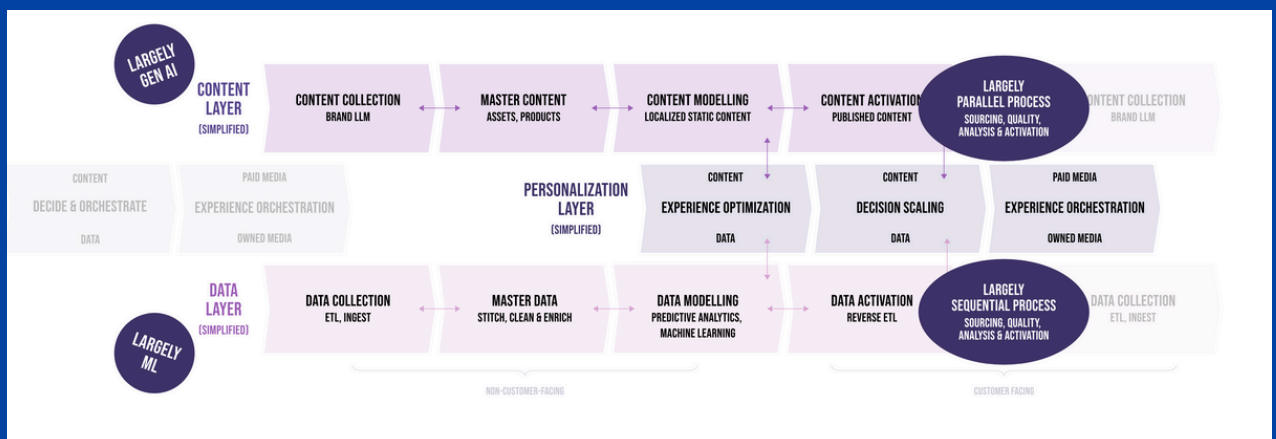 LARGELY
GEN AI
CONTENT
LAYER
(SIMPLIFIED)
CONTENT COLLECTION
BRAND LLM
MASTER CONTENT
ASSETS, PRODUCTS
CONTENT MODELLING
LOCALIZED STATIC CONTENT
CONTENT ACTIVATION
PUBLISHED CONTENT
LARGELY
PARALLEL PROCESS
SOURCING, QUALITY,
ANALYSIS & ACTIVATION
ONTENT COLLECTION
BRAND LLM
CONTENT
DECIDE & ORCHESTRATE
DATA
PAID MEDIA
EXPERIENCE ORCHESTRATION
OWNED MEDIA
PERSONALIZATION
LAYER
(SIMPLIFIED)
CONTENT
EXPERIENCE OPTIMIZATION
DATA
CONTENT
DECISION SCALING
DATA
PAID MEDIA
EXPERIENCE ORCHESTRATION
OWNED MEDIA
DATA
LAYER
(SIMPLIFIED)
LARGELY
ML
DATA COLLECTION
ETL, INGEST
MASTER DATA
STITCH, CLEAN & ENRICH
DATA MODELLING
PREDICTIVE ANALYTICS,
MACHINE LEARNING
DATA ACTIVATION
REVERSE ETL
LARGELY
SEQUENTIAL PROCESS
SOURCING, QUALITY,
ANALYSIS & ACTIVATION
DATA COLLECTION
ETL, INGEST
NON-CUSTOMER-FACING
CUSTOMER FACING